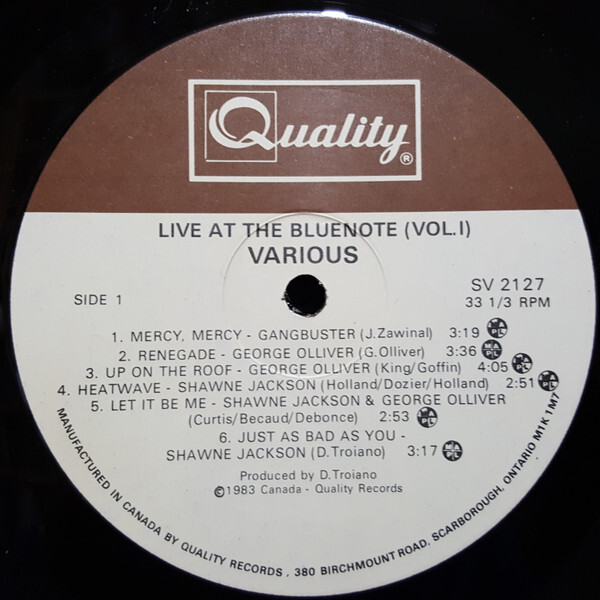 Quality ®
LIVE AT THE BLUENOTE (VOL.I)
VARIOUS
SIDE 1
SV 2127
33 1/3 RPM
1. MERCY, MERCY - GANGBUSTER (J.Zawinal) 3:19
2. RENEGADE - GEORGE OLLIVER (G.Olliver) 3:36
3. UP ON THE ROOF - GEORGE OLLIVER (King/Goffin) 4:05
4. HEATWAVE - SHAWNE JACKSON (Holland/Dozier/Holland) 2:51
5. LET IT BE ME - SHAWNE JACKSON & GEORGE OLLIVER
(Curtis/Becaud/Debonce) 2:53
6. JUST AS BAD AS YOU -
SHAWNE JACKSON (D.Troiano) 3:17
Produced by D.Troiano
©1983 Canada - Quality Records
MANUFACTURED IN CANADA BY QUALITY RECORDS, 380 BIRCHMOUNT ROAD, SCARBOROUGH, ONTARIO M1K 1M7